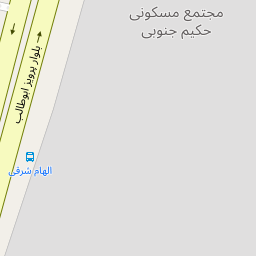 مجتمع مسکونی
حکیم جنوبی
بلوار پرویز ابوطالب
الهام شرقی